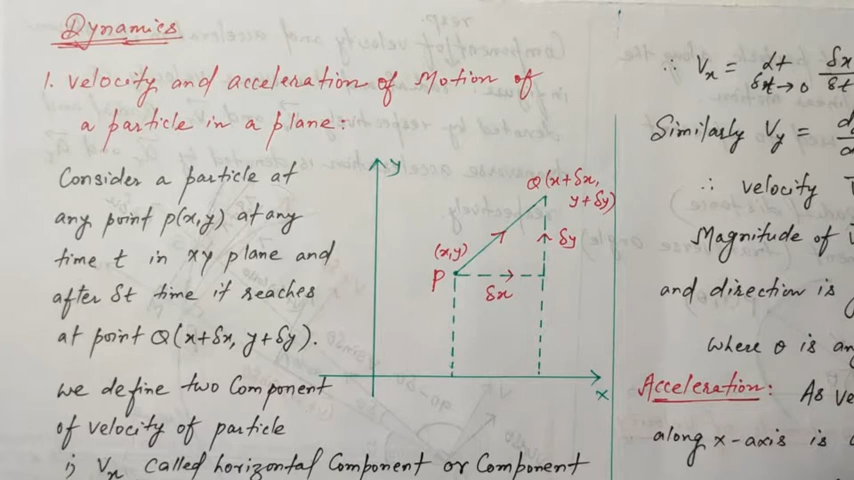 Dynamics
1. Velocity and acceleration of Motion of
a particle in a plane:
Consider a particle at
any point P(x,y) at any
time t in xy plane and
after δt time it reaches
at point Q(x+δx, y+δy).
we define two Component
of velocity of particle
i) Vx called horizontal Component or Component
y
Q(x+δx,
y+δy)
(x,y)
P
δy
δx
x
∴ Vx = lt δx
δt→0 δt
Similarly Vy =
∴ velocity
Magnitude of
and direction is
where θ is
Acceleration: As
along x-axis is